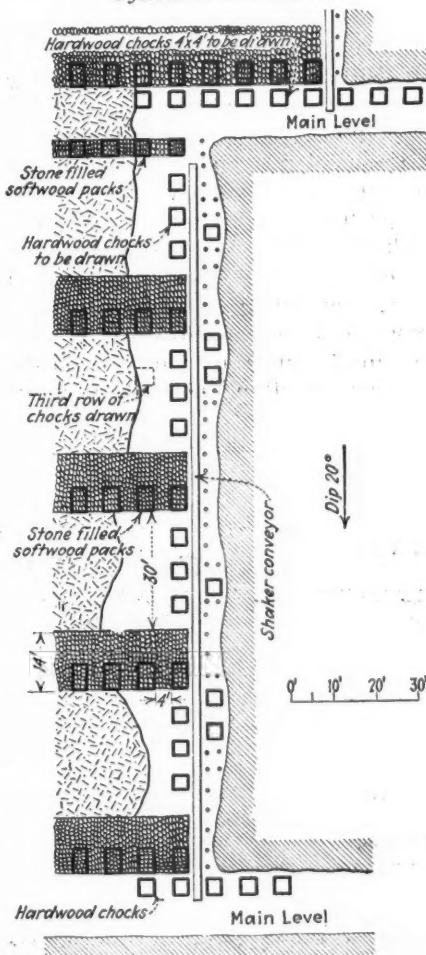 Hardwood chocks 4'x4' to be drawn
Main Level
Stone filled
softwood packs
Hardwood chocks
to be drawn
Third row of
chocks drawn
Dip 20°
Stone filled
softwood packs
30'
Shaker conveyor
14'
4'
0' 10' 20' 30'
Hardwood chocks
Main Level